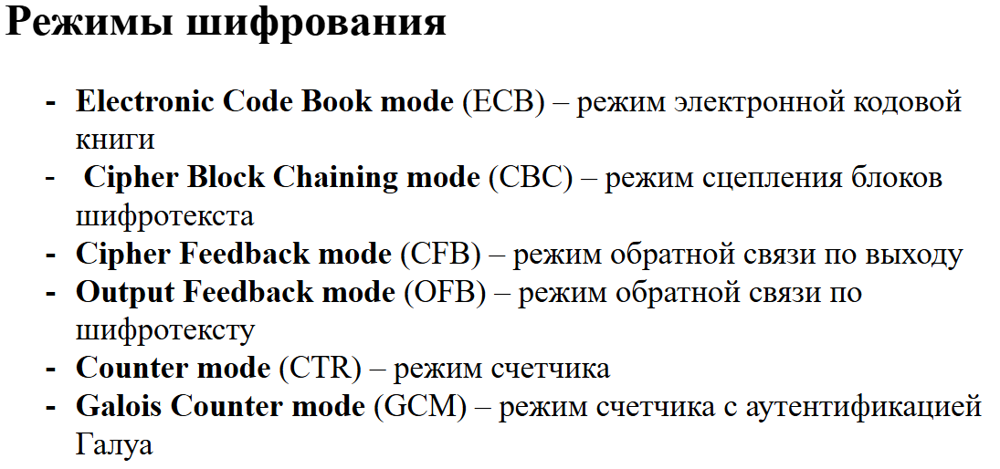 Режимы шифрования
- Electronic Code Book mode (ECB) – режим электронной кодовой
книги
- Cipher Block Chaining mode (CBC) – режим сцепления блоков
шифротекста
- Cipher Feedback mode (CFB) – режим обратной связи по выходу
- Output Feedback mode (OFB) – режим обратной связи по
шифротексту
- Counter mode (CTR) – режим счетчика
- Galois Counter mode (GCM) – режим счетчика с аутентификацией
Галуа